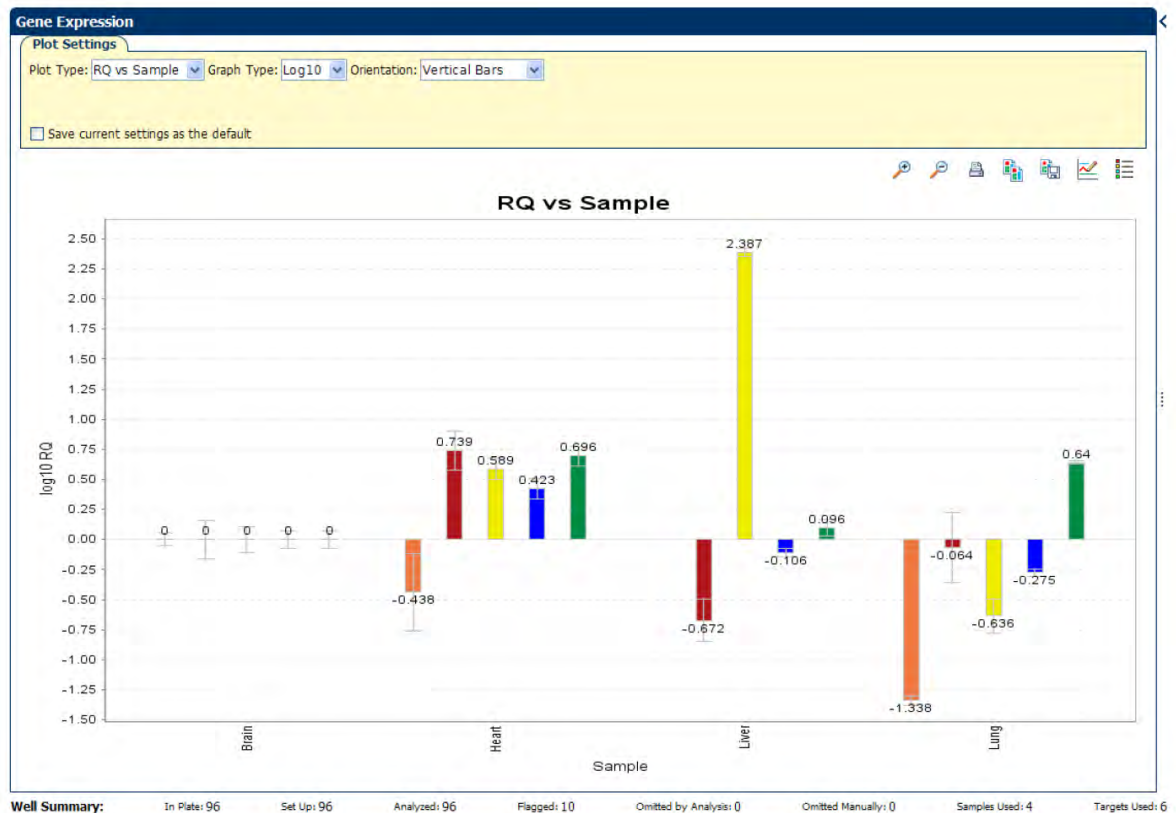 Gene Expression
Plot Settings
Plot Type: RQ vs Sample Graph Type: Log10 Orientation: Vertical Bars
Save current settings as the default
RQ vs Sample
2.50
2.25
2.00
1.75
1.50
1.25
1.00
0.75
0.50
0.25
0.00
-0.25
-0.50
-0.75
-1.00
-1.25
-1.50
log10 RQ
0 0 0 0 0
-0.438 0.739 0.589 0.423 0.696
-0.672 2.387 -0.106 0.096
-1.338 -0.064 -0.636 -0.275 0.64
Brain Heart Liver Lung
Sample
Well Summary: In Plate: 96 Set Up: 96 Analyzed: 96 Flagged: 10 Omitted by Analysis: 0 Omitted Manually: 0 Samples Used: 4 Targets Used: 6